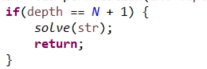 if(depth == N + 1) {
solve(str);
return;
}